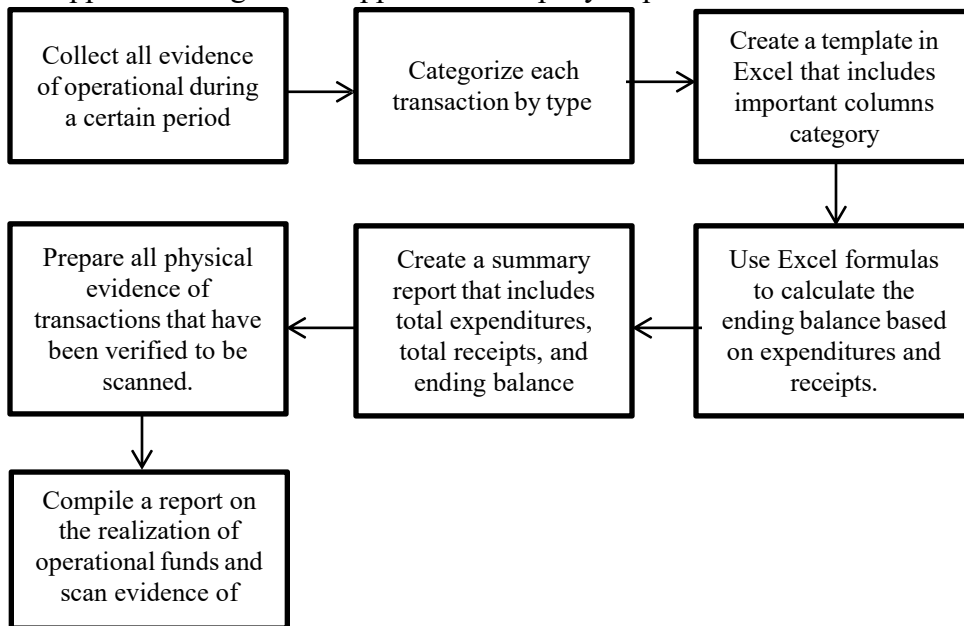 Collect all evidence
of operational during
a certain period
Categorize each
transaction by type
Create a template in
Excel that includes
important columns
category
Use Excel formulas
to calculate the
ending balance based
on expenditures and
receipts.
Create a summary
report that includes
total expenditures,
total receipts, and
ending balance
Prepare all physical
evidence of
transactions that have
been verified to be
scanned.
Compile a report on
the realization of
operational funds and
scan evidence of